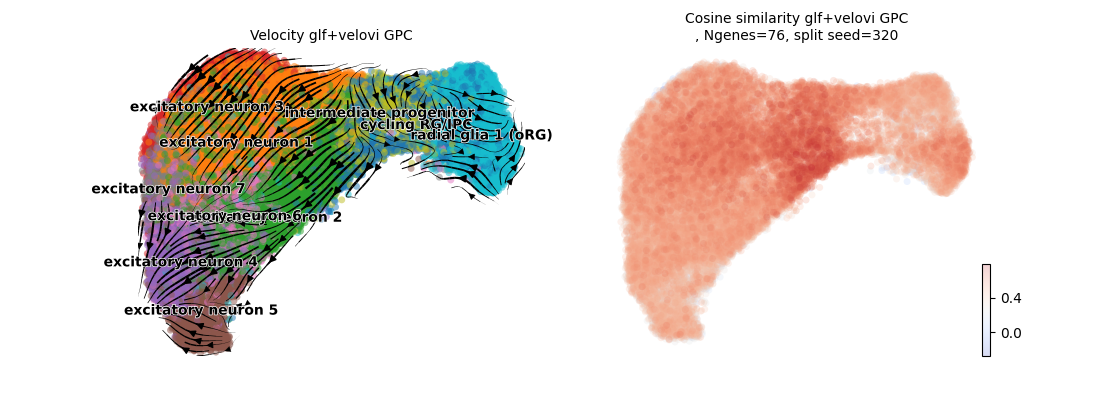 Velocity glf+velovi GPC
Cosine similarity glf+velovi GPC
, Ngenes=76, split seed=320
excitatory neuron 3
intermediate progenitor
cycling RG/IPC
radial glia 1 (oRG)
excitatory neuron 1
excitatory neuron 7
excitatory neuron 6
ron 2
excitatory neuron 4
excitatory neuron 5
0.4
0.0